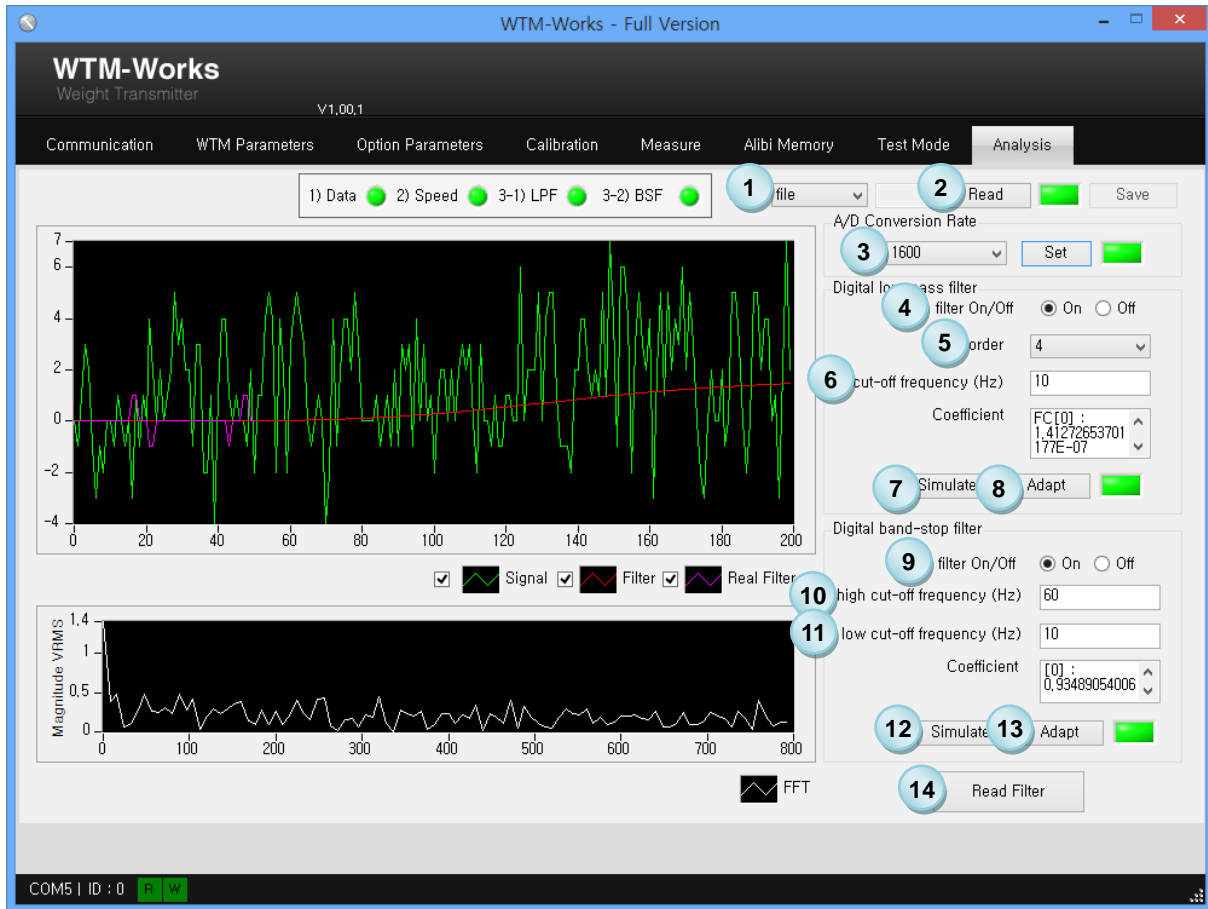 WTM-Works - Full Version
WTM-Works
Weight Transmitter
V1,00,1
Communication WTM Parameters Option Parameters Calibration Measure Alibi Memory Test Mode Analysis
1) Data 2) Speed 3-1) LPF 3-2) BSF
1 file 2 Read Save
A/D Conversion Rate
3 1600 Set
Digital low pass filter
4 filter On/Off On Off
5 order 4
6 cut-off frequency (Hz) 10
Coefficient FC[0] :
1,41272653701
177E-07
7 Simulate 8 Adapt
Digital band-stop filter
9 filter On/Off On Off
10 high cut-off frequency (Hz) 60
11 low cut-off frequency (Hz) 10
Coefficient [0] :
0,93489054006
12 Simulate 13 Adapt
14 Read Filter
7
6
4
2
0
-2
-4
0 20 40 60 80 100 120 140 160 180 200
Signal Filter Real Filter
Magnitude VRMS
1,4
1
0,5
0
0 100 200 300 400 500 600 700 800
FFT
COM5 | ID : 0 R W